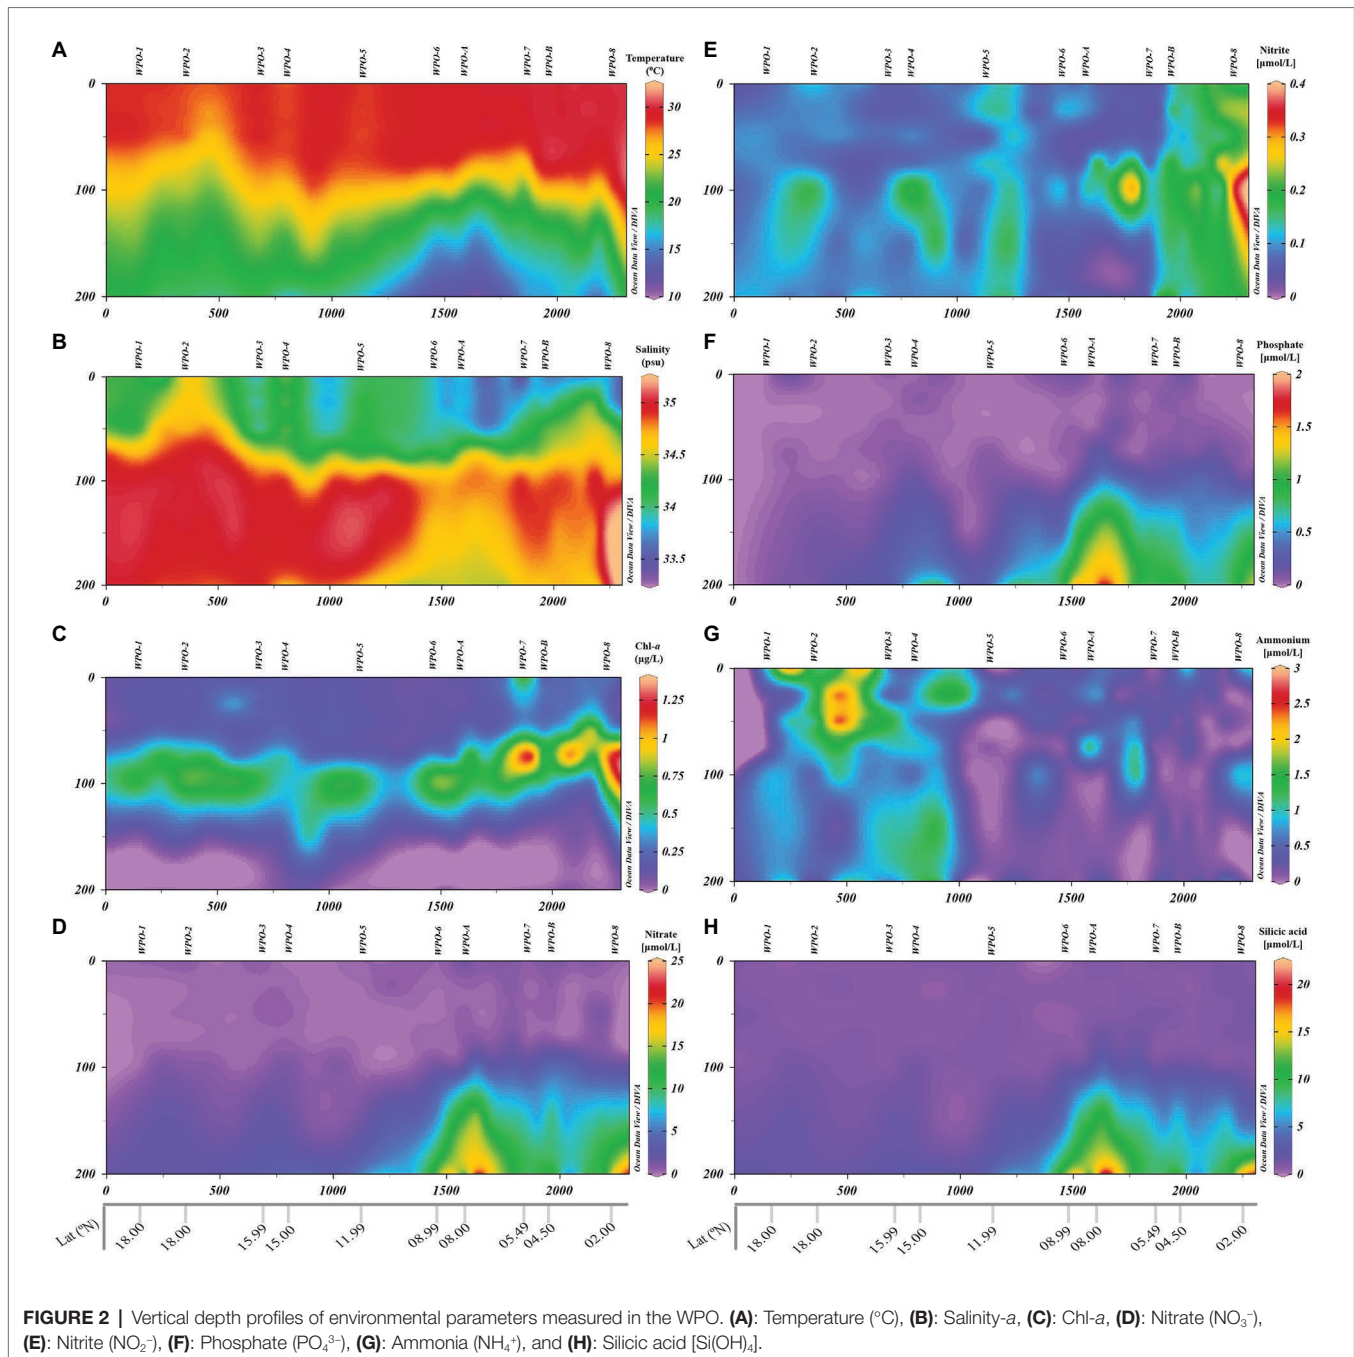 A
WPO-1 WPO-2 WPO-3 WPO-4 WPO-5 WPO-6 WPO-A WPO-7 WPO-B WPO-8
Temperature
(°C)
0
100
200
0 500 1000 1500 2000
30
25
20
15
10
Ocean Data View / DIVA
B
WPO-1 WPO-2 WPO-3 WPO-4 WPO-5 WPO-6 WPO-A WPO-7 WPO-B WPO-8
Salinity
(psu)
0
100
200
0 500 1000 1500 2000
35
34.5
34
33.5
Ocean Data View / DIVA
C
WPO-1 WPO-2 WPO-3 WPO-4 WPO-5 WPO-6 WPO-A WPO-7 WPO-B WPO-8
Chl-a
(µg/L)
0
100
200
0 500 1000 1500 2000
1.25
1
0.75
0.5
0.25
0
Ocean Data View / DIVA
D
WPO-1 WPO-2 WPO-3 WPO-4 WPO-5 WPO-6 WPO-A WPO-7 WPO-B WPO-8
Nitrate
[µmol/L]
0
100
200
0 500 1000 1500 2000
25
20
15
10
5
0
Ocean Data View / DIVA
Lat (°N) 18.00 18.00 15.99 15.00 11.99 08.99 08.00 05.49 04.50 02.00
E
WPO-1 WPO-2 WPO-3 WPO-4 WPO-5 WPO-6 WPO-A WPO-7 WPO-B WPO-8
Nitrite
[µmol/L]
0
100
200
0 500 1000 1500 2000
0.4
0.3
0.2
0.1
0
Ocean Data View / DIVA
F
WPO-1 WPO-2 WPO-3 WPO-4 WPO-5 WPO-6 WPO-A WPO-7 WPO-B WPO-8
Phosphate
[µmol/L]
0
100
200
0 500 1000 1500 2000
2
1.5
1
0.5
0
Ocean Data View / DIVA
G
WPO-1 WPO-2 WPO-3 WPO-4 WPO-5 WPO-6 WPO-A WPO-7 WPO-B WPO-8
Ammonium
[µmol/L]
0
100
200
0 500 1000 1500 2000
3
2.5
2
1.5
1
0.5
0
Ocean Data View / DIVA
H
WPO-1 WPO-2 WPO-3 WPO-4 WPO-5 WPO-6 WPO-A WPO-7 WPO-B WPO-8
Silicic acid
[µmol/L]
0
100
200
0 500 1000 1500 2000
20
15
10
5
0
Ocean Data View / DIVA
Lat (°N) 18.00 18.00 15.99 15.00 11.99 08.99 08.00 05.49 04.50 02.00
FIGURE 2 | Vertical depth profiles of environmental parameters measured in the WPO. (A): Temperature (°C), (B): Salinity-a, (C): Chl-a, (D): Nitrate (NO₃⁻),
(E): Nitrite (NO₂⁻), (F): Phosphate (PO₄³⁻), (G): Ammonia (NH₄⁺), and (H): Silicic acid [Si(OH)₄].